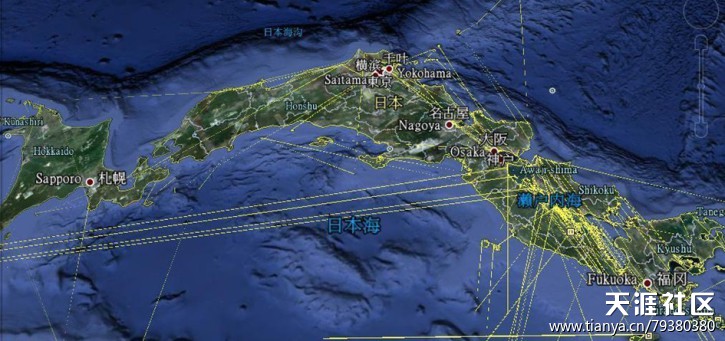 日本海沟
横滨
千叶
Yokohama
Saitama
東京
日本
Honshu
名古屋
Nagoya
大阪
Osaka
神户
Kunashiri
Hokkaido
Sapporo
札幌
Awaji-shima
Shikoku
瀬户内海
日本海
Kyushu
Fukuoka
福冈
天涯社区
www.tianya.cn/79380380